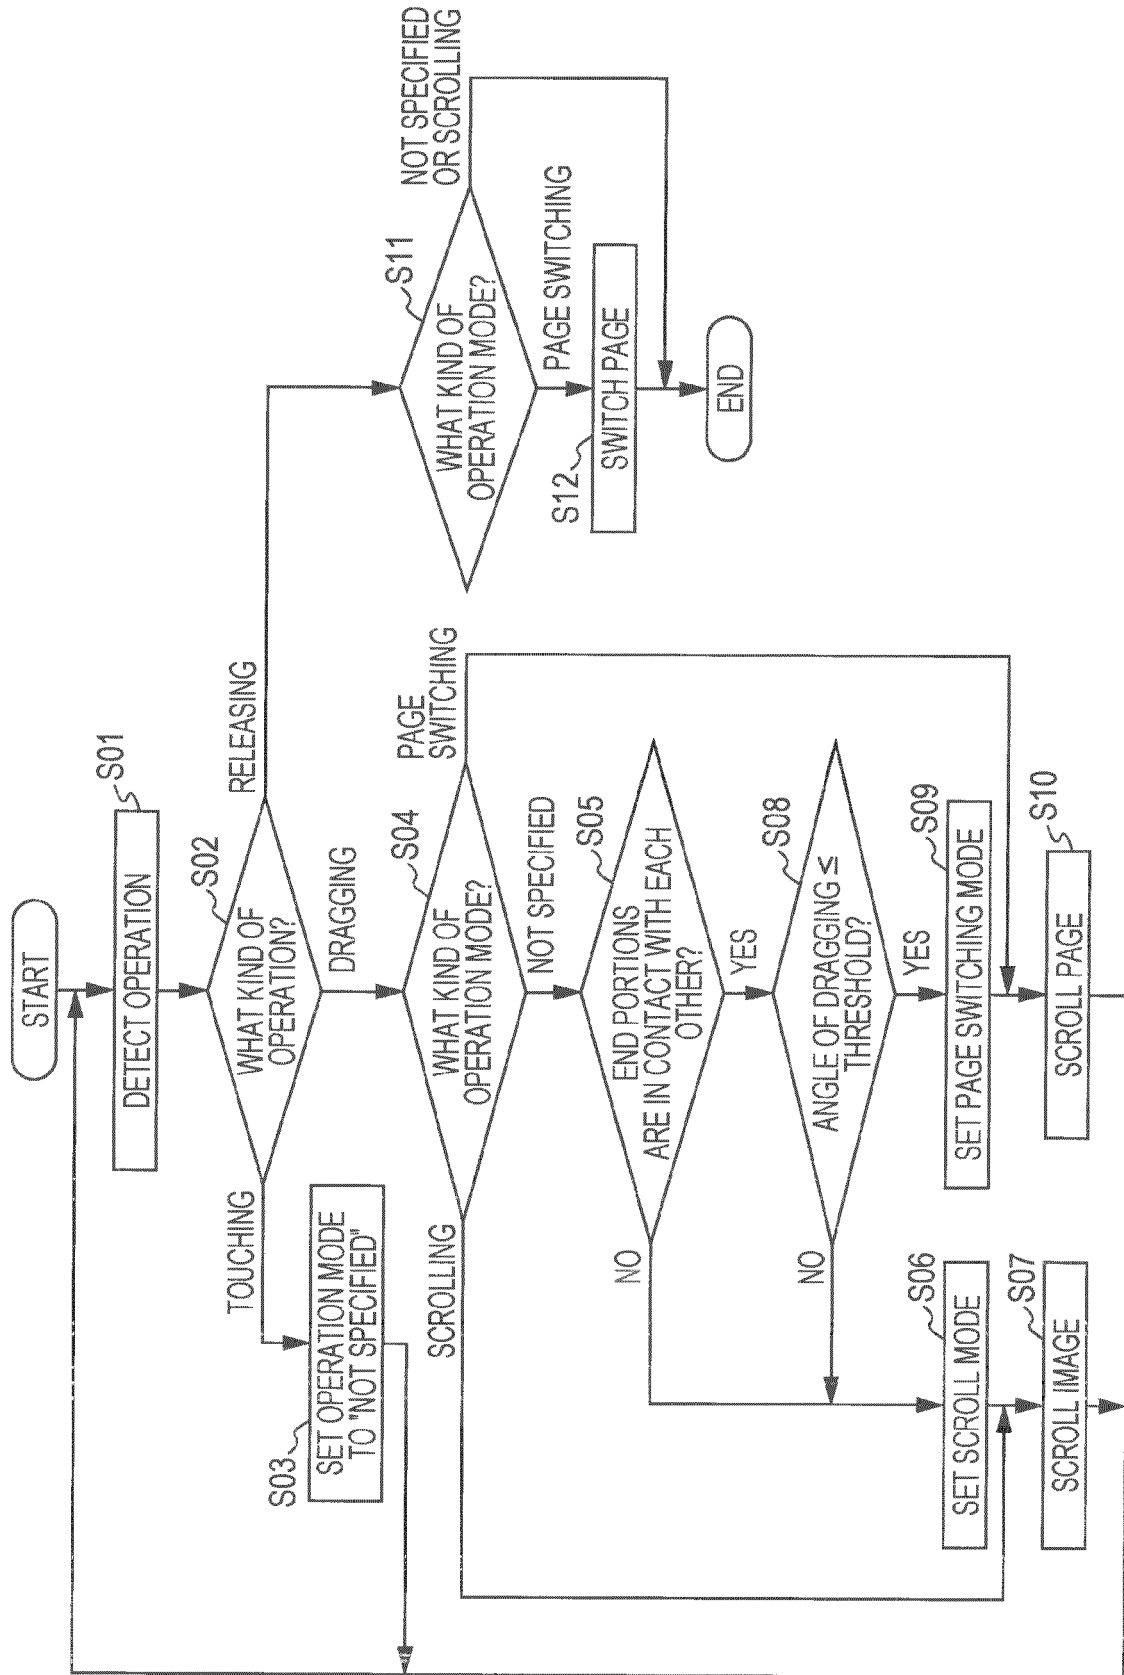 START
DETECT OPERATION
S01
WHAT KIND OF
OPERATION?
S02
TOUCHING
DRAGGING
RELEASING
S03
SET OPERATION MODE
TO "NOT SPECIFIED"
WHAT KIND OF
OPERATION MODE?
S04
SCROLLING
NOT SPECIFIED
PAGE
SWITCHING
END PORTIONS
ARE IN CONTACT WITH EACH
OTHER?
S05
NO
YES
ANGLE OF DRAGGING ≤
THRESHOLD?
S08
NO
YES
SET SCROLL MODE
S06
SCROLL IMAGE
S07
SET PAGE SWITCHING MODE
S09
SCROLL PAGE
S10
WHAT KIND OF
OPERATION MODE?
S11
NOT SPECIFIED
OR SCROLLING
PAGE SWITCHING
S12
SWITCH PAGE
END